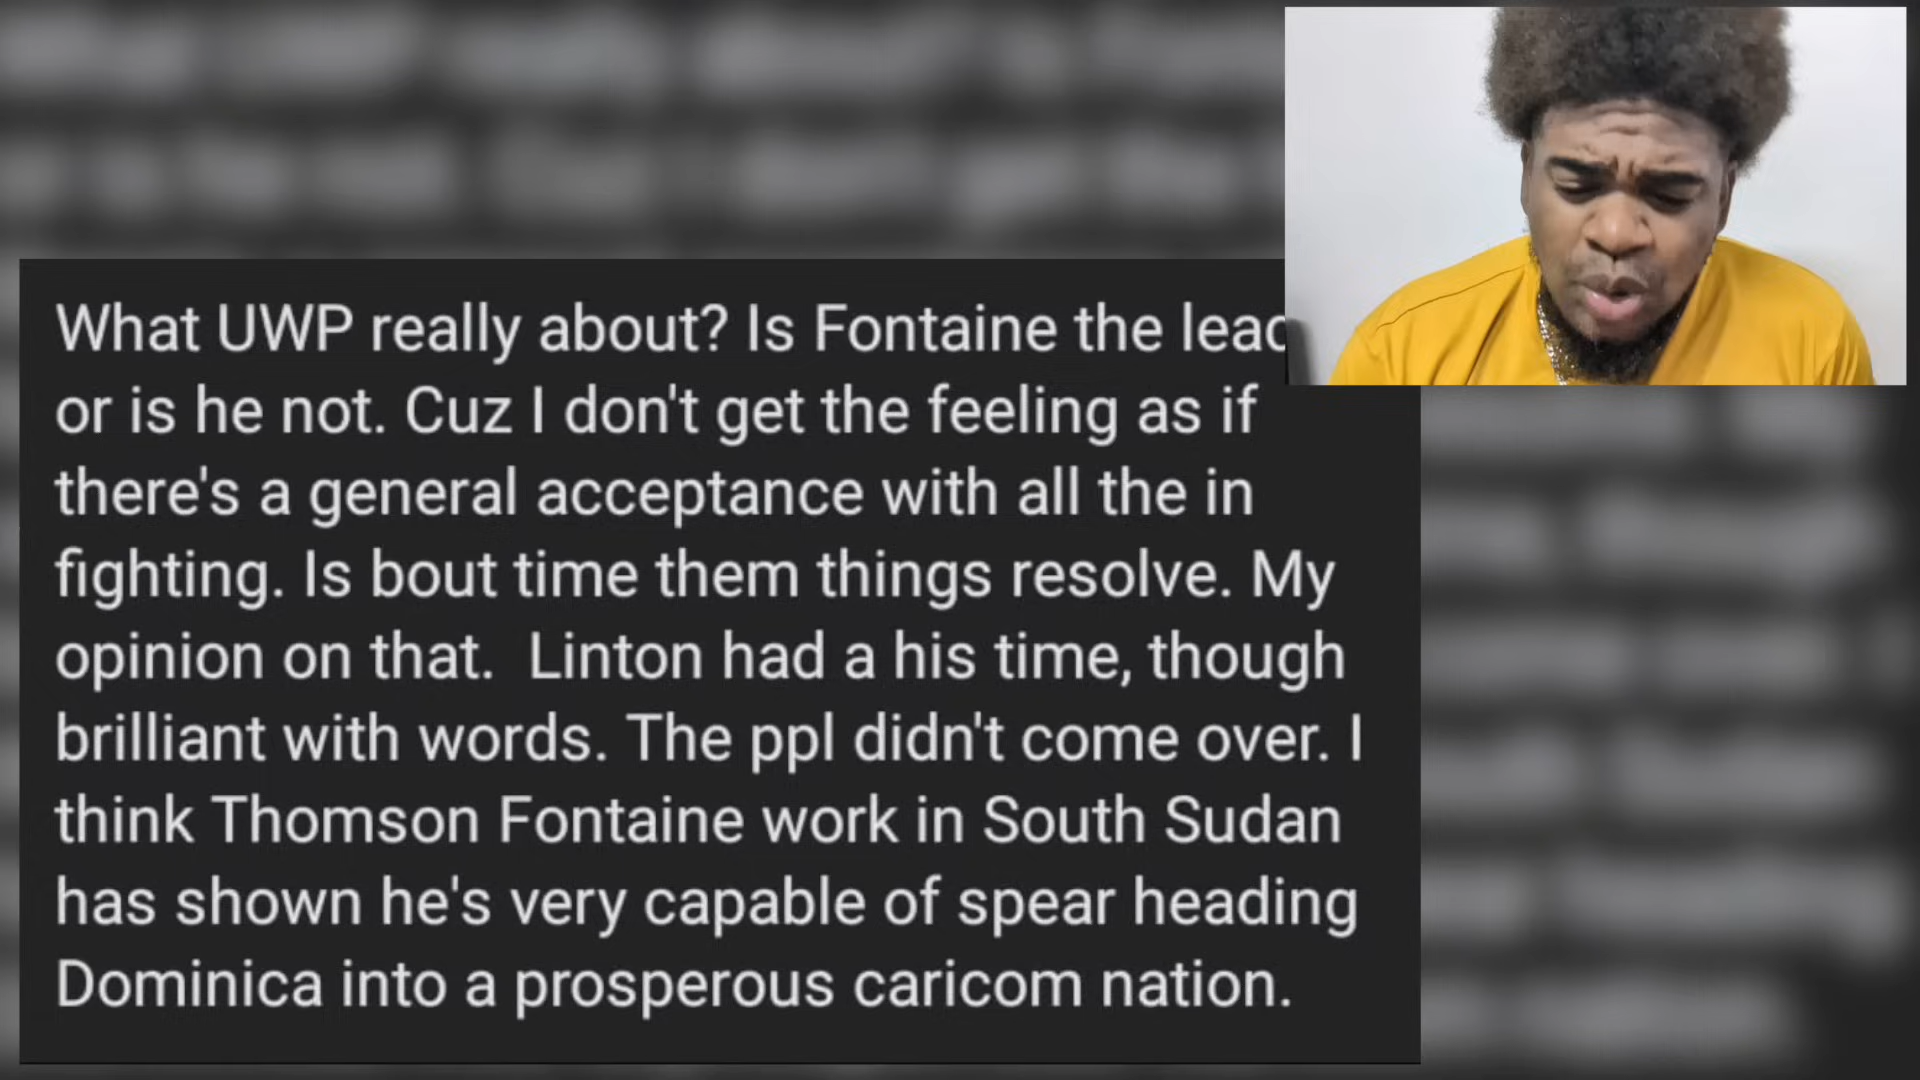 What UWP really about? Is Fontaine the lead
or is he not. Cuz I don't get the feeling as if
there's a general acceptance with all the in
fighting. Is bout time them things resolve. My
opinion on that. Linton had a his time, though
brilliant with words. The ppl didn't come over. I
think Thomson Fontaine work in South Sudan
has shown he's very capable of spear heading
Dominica into a prosperous caricom nation.